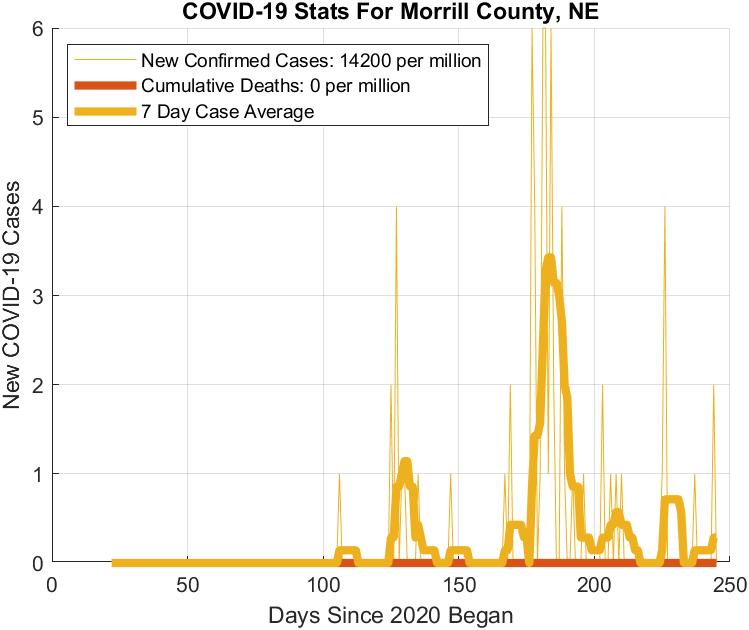 COVID-19 Stats For Morrill County, NE
New Confirmed Cases: 14200 per million
Cumulative Deaths: 0 per million
7 Day Case Average
New COVID-19 Cases
6
5
4
3
2
1
0
0 50 100 150 200 250
Days Since 2020 Began